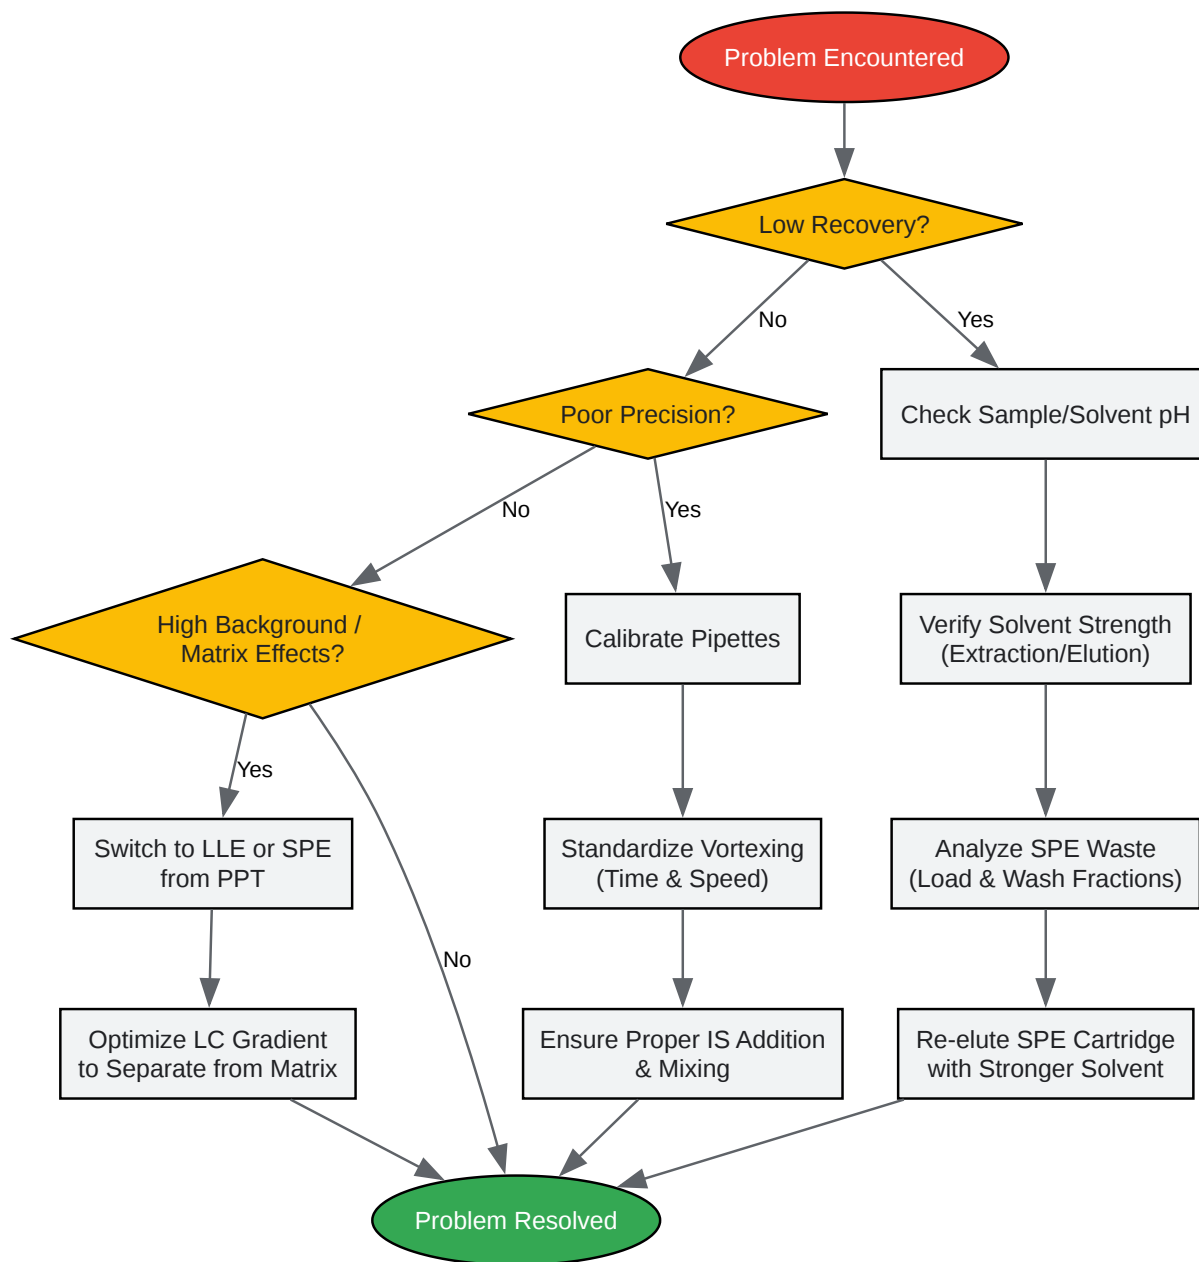 Problem Encountered
Low Recovery?
No
Yes
Poor Precision?
Check Sample/Solvent pH
No
Yes
High Background /
Matrix Effects?
Calibrate Pipettes
Verify Solvent Strength
(Extraction/Elution)
Yes
Switch to LLE or SPE
from PPT
Standardize Vortexing
(Time & Speed)
Analyze SPE Waste
(Load & Wash Fractions)
No
Optimize LC Gradient
to Separate from Matrix
Ensure Proper IS Addition
& Mixing
Re-elute SPE Cartridge
with Stronger Solvent
Problem Resolved